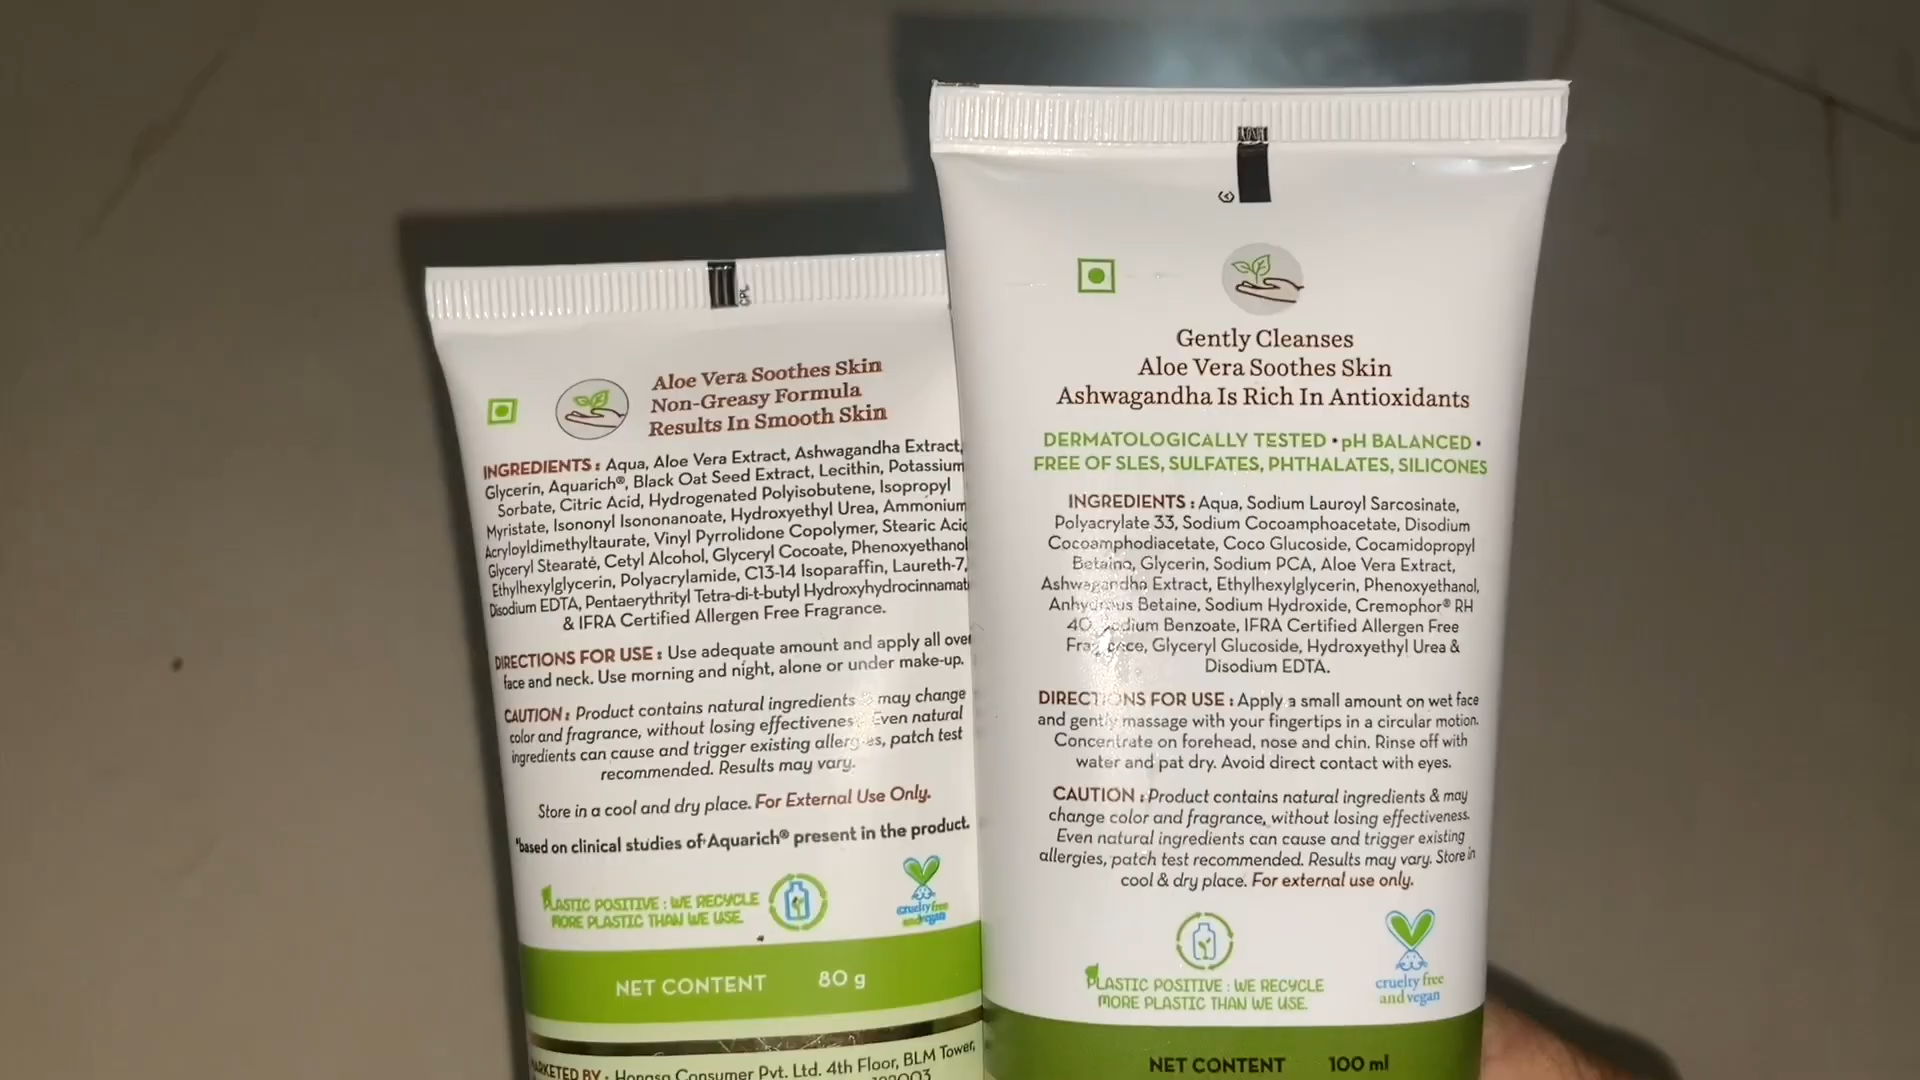 CPL
Aloe Vera Soothes Skin
Non-Greasy Formula
Results In Smooth Skin
INGREDIENTS : Aqua, Aloe Vera Extract, Ashwagandha Extract,
Glycerin, Aquarich®, Black Oat Seed Extract, Lecithin, Potassium
Sorbate, Citric Acid, Hydrogenated Polyisobutene, Isopropyl
Myristate, Isononyl Isononanoate, Hydroxyethyl Urea, Ammonium
Acryloyldimethyltaurate, Vinyl Pyrrolidone Copolymer, Stearic Acid
Glyceryl Stearate, Cetyl Alcohol, Glyceryl Cocoate, Phenoxyethanol
Ethylhexylglycerin, Polyacrylamide, C13-14 Isoparaffin, Laureth-7,
Disodium EDTA, Pentaerythrityl Tetra-di-t-butyl Hydroxyhydrocinnamat
& IFRA Certified Allergen Free Fragrance.
DIRECTIONS FOR USE : Use adequate amount and apply all over
face and neck. Use morning and night, alone or under make-up.
CAUTION : Product contains natural ingredients may change
color and fragrance, without losing effectivenes Even natural
ingredients can cause and trigger existing allergies, patch test
recommended. Results may vary.
Store in a cool and dry place. For External Use Only.
*based on clinical studies of Aquarich® present in the product.
PLASTIC POSITIVE : WE RECYCLE
MORE PLASTIC THAN WE USE.
cruelty free
and vegan
NET CONTENT 80 g
MARKETED BY : Honasa Consumer Pvt. Ltd. 4th Floor, BLM Tower,
Gently Cleanses
Aloe Vera Soothes Skin
Ashwagandha Is Rich In Antioxidants
DERMATOLOGICALLY TESTED • pH BALANCED •
FREE OF SLES, SULFATES, PHTHALATES, SILICONES
INGREDIENTS : Aqua, Sodium Lauroyl Sarcosinate,
Polyacrylate 33, Sodium Cocoamphoacetate, Disodium
Cocoamphodiacetate, Coco Glucoside, Cocamidopropyl
Betaine, Glycerin, Sodium PCA, Aloe Vera Extract,
Ashwagandha Extract, Ethylhexylglycerin, Phenoxyethanol,
Anhydrous Betaine, Sodium Hydroxide, Cremophor® RH
40, Sodium Benzoate, IFRA Certified Allergen Free
Fragrance, Glyceryl Glucoside, Hydroxyethyl Urea &
Disodium EDTA.
DIRECTIONS FOR USE : Apply a small amount on wet face
and gently massage with your fingertips in a circular motion.
Concentrate on forehead, nose and chin. Rinse off with
water and pat dry. Avoid direct contact with eyes.
CAUTION : Product contains natural ingredients & may
change color and fragrance, without losing effectiveness.
Even natural ingredients can cause and trigger existing
allergies, patch test recommended. Results may vary. Store in
cool & dry place. For external use only.
PLASTIC POSITIVE : WE RECYCLE
MORE PLASTIC THAN WE USE.
cruelty free
and vegan
NET CONTENT 100 ml